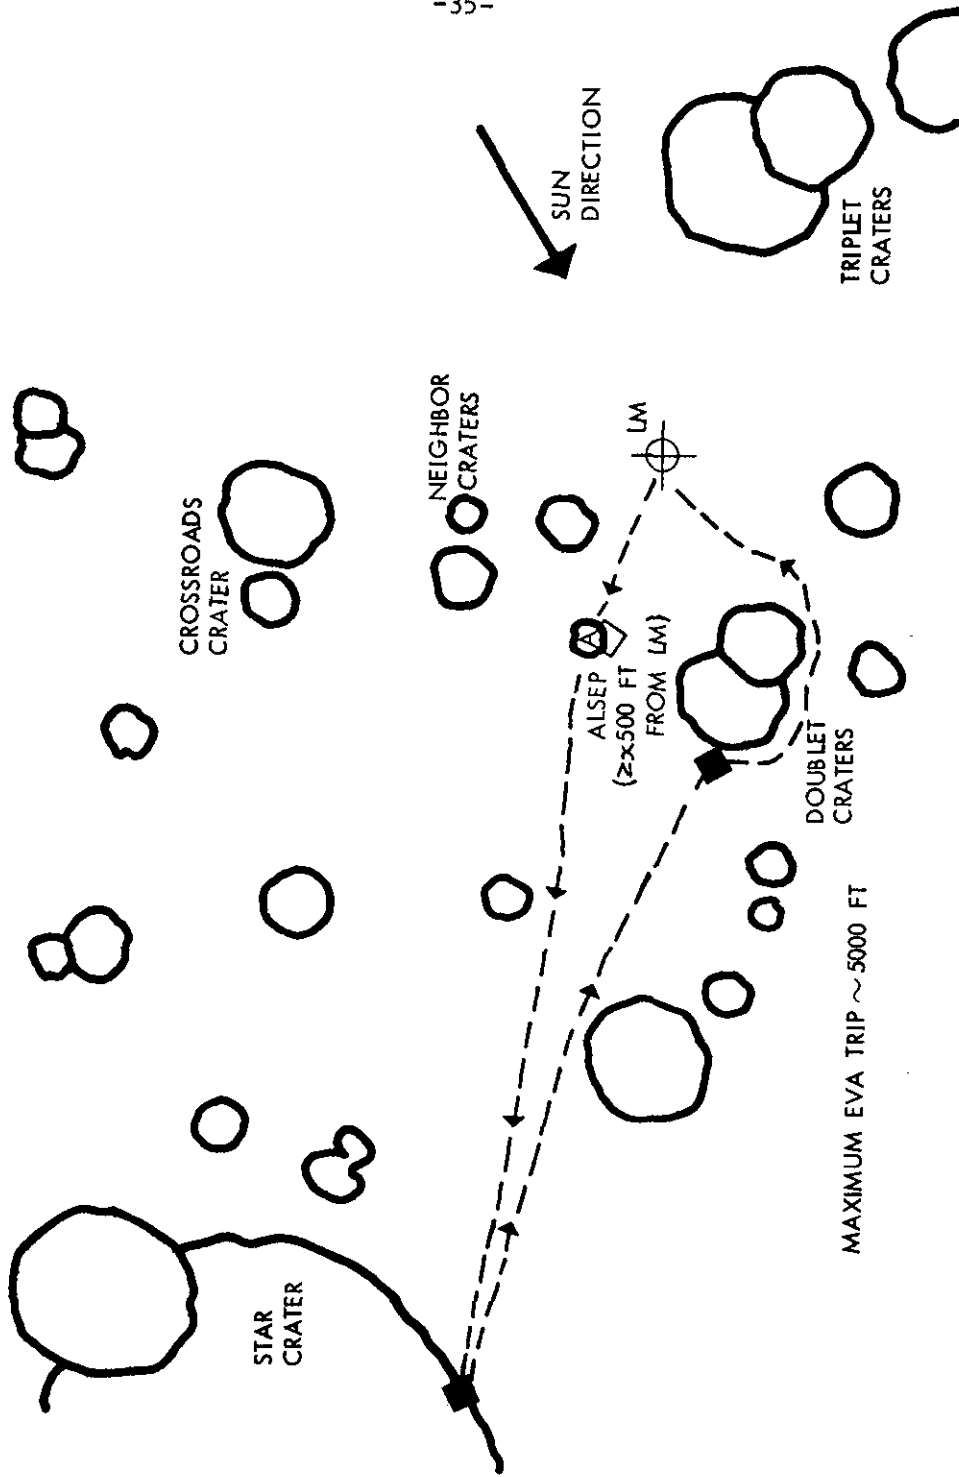 -35-
SUN
DIRECTION
TRIPLET
CRATERS
NEIGHBOR
CRATERS
LM
CROSSROADS
CRATER
A
ALSEP
(≥×500 FT
FROM LM)
DOUBLET
CRATERS
STAR
CRATER
MAXIMUM EVA TRIP ~ 5000 FT